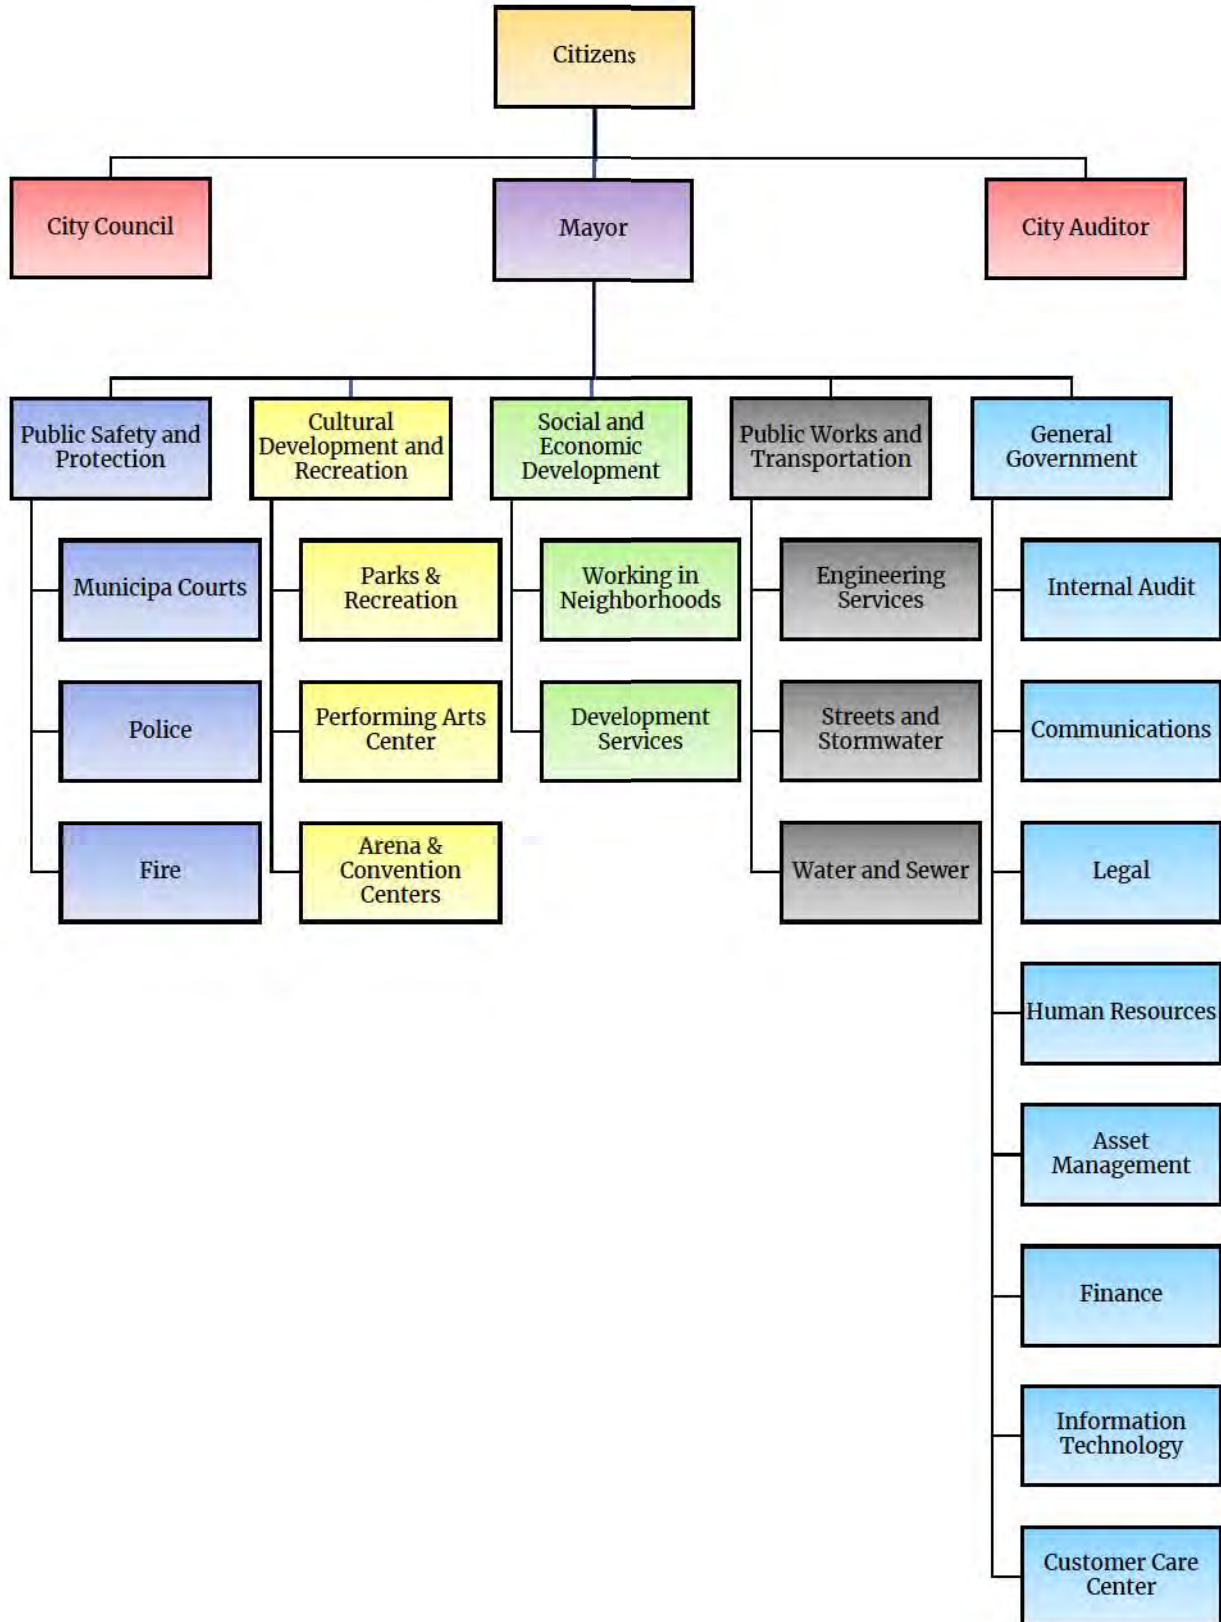 Citizens
City Council
Mayor
City Auditor
Public Safety and
Protection
Cultural
Development and
Recreation
Social and
Economic
Development
Public Works and
Transportation
General
Government
Municipa Courts
Police
Fire
Parks &
Recreation
Performing Arts
Center
Arena &
Convention
Centers
Working in
Neighborhoods
Development
Services
Engineering
Services
Streets and
Stormwater
Water and Sewer
Internal Audit
Communications
Legal
Human Resources
Asset
Management
Finance
Information
Technology
Customer Care
Center